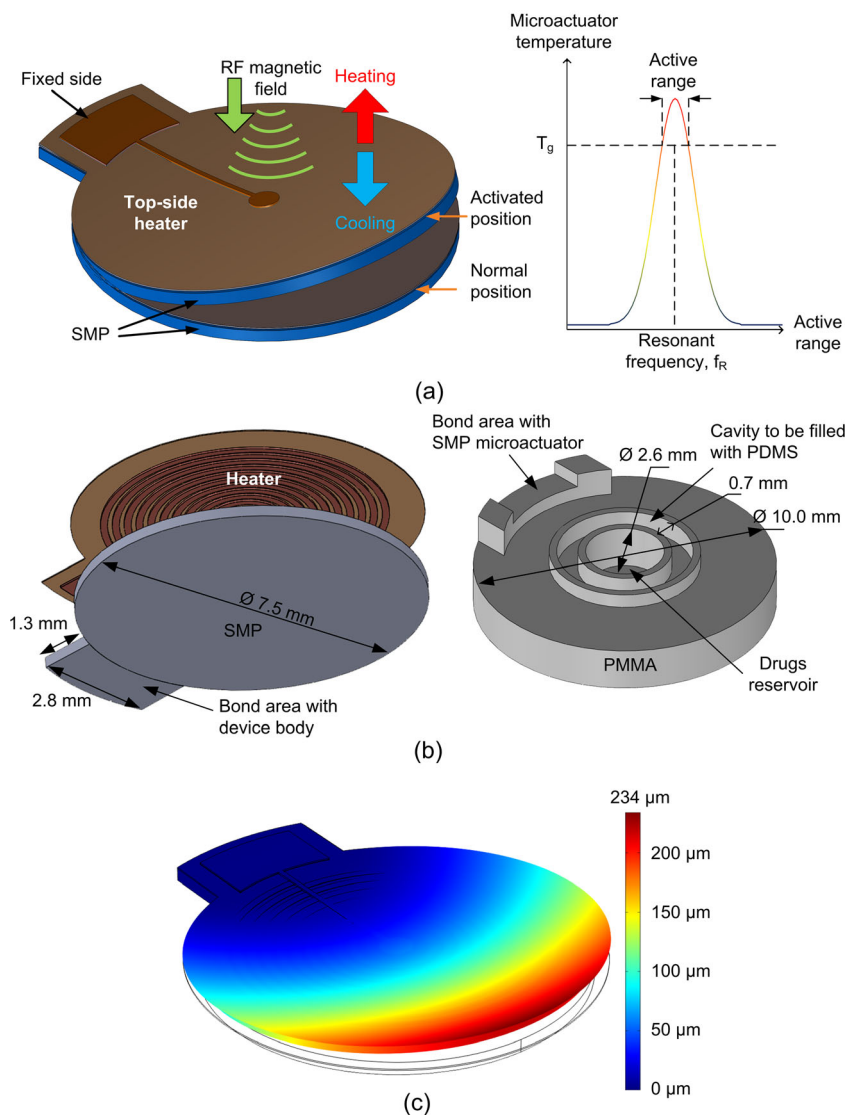 Fixed side
RF magnetic
field
Heating
Top-side
heater
Cooling
Activated
position
Normal
position
SMP
Microactuator
temperature
Active
range
Tg
Resonant
frequency, fR
Active
range
(a)
Heater
Ø 7.5 mm
SMP
1.3 mm
2.8 mm
Bond area with
device body
Bond area with
SMP microactuator
Cavity to be filled
with PDMS
Ø 2.6 mm
0.7 mm
Ø 10.0 mm
PMMA
Drugs
reservoir
(b)
234 µm
200 µm
150 µm
100 µm
50 µm
0 µm
(c)